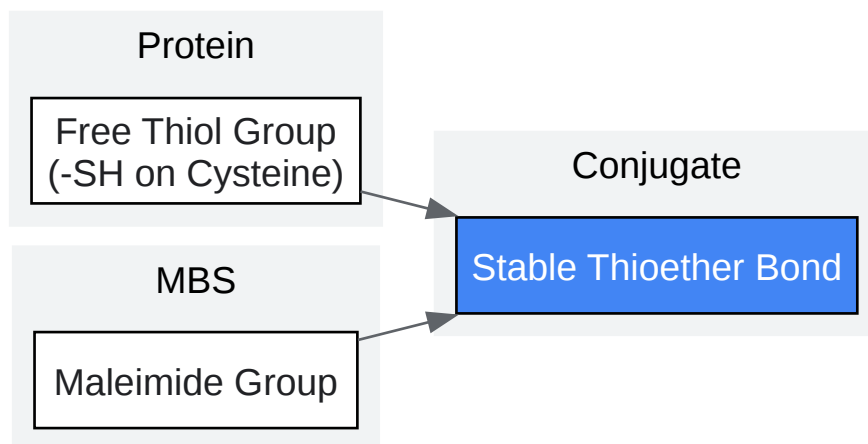 Protein
Free Thiol Group
(-SH on Cysteine)
MBS
Maleimide Group
Conjugate
Stable Thioether Bond